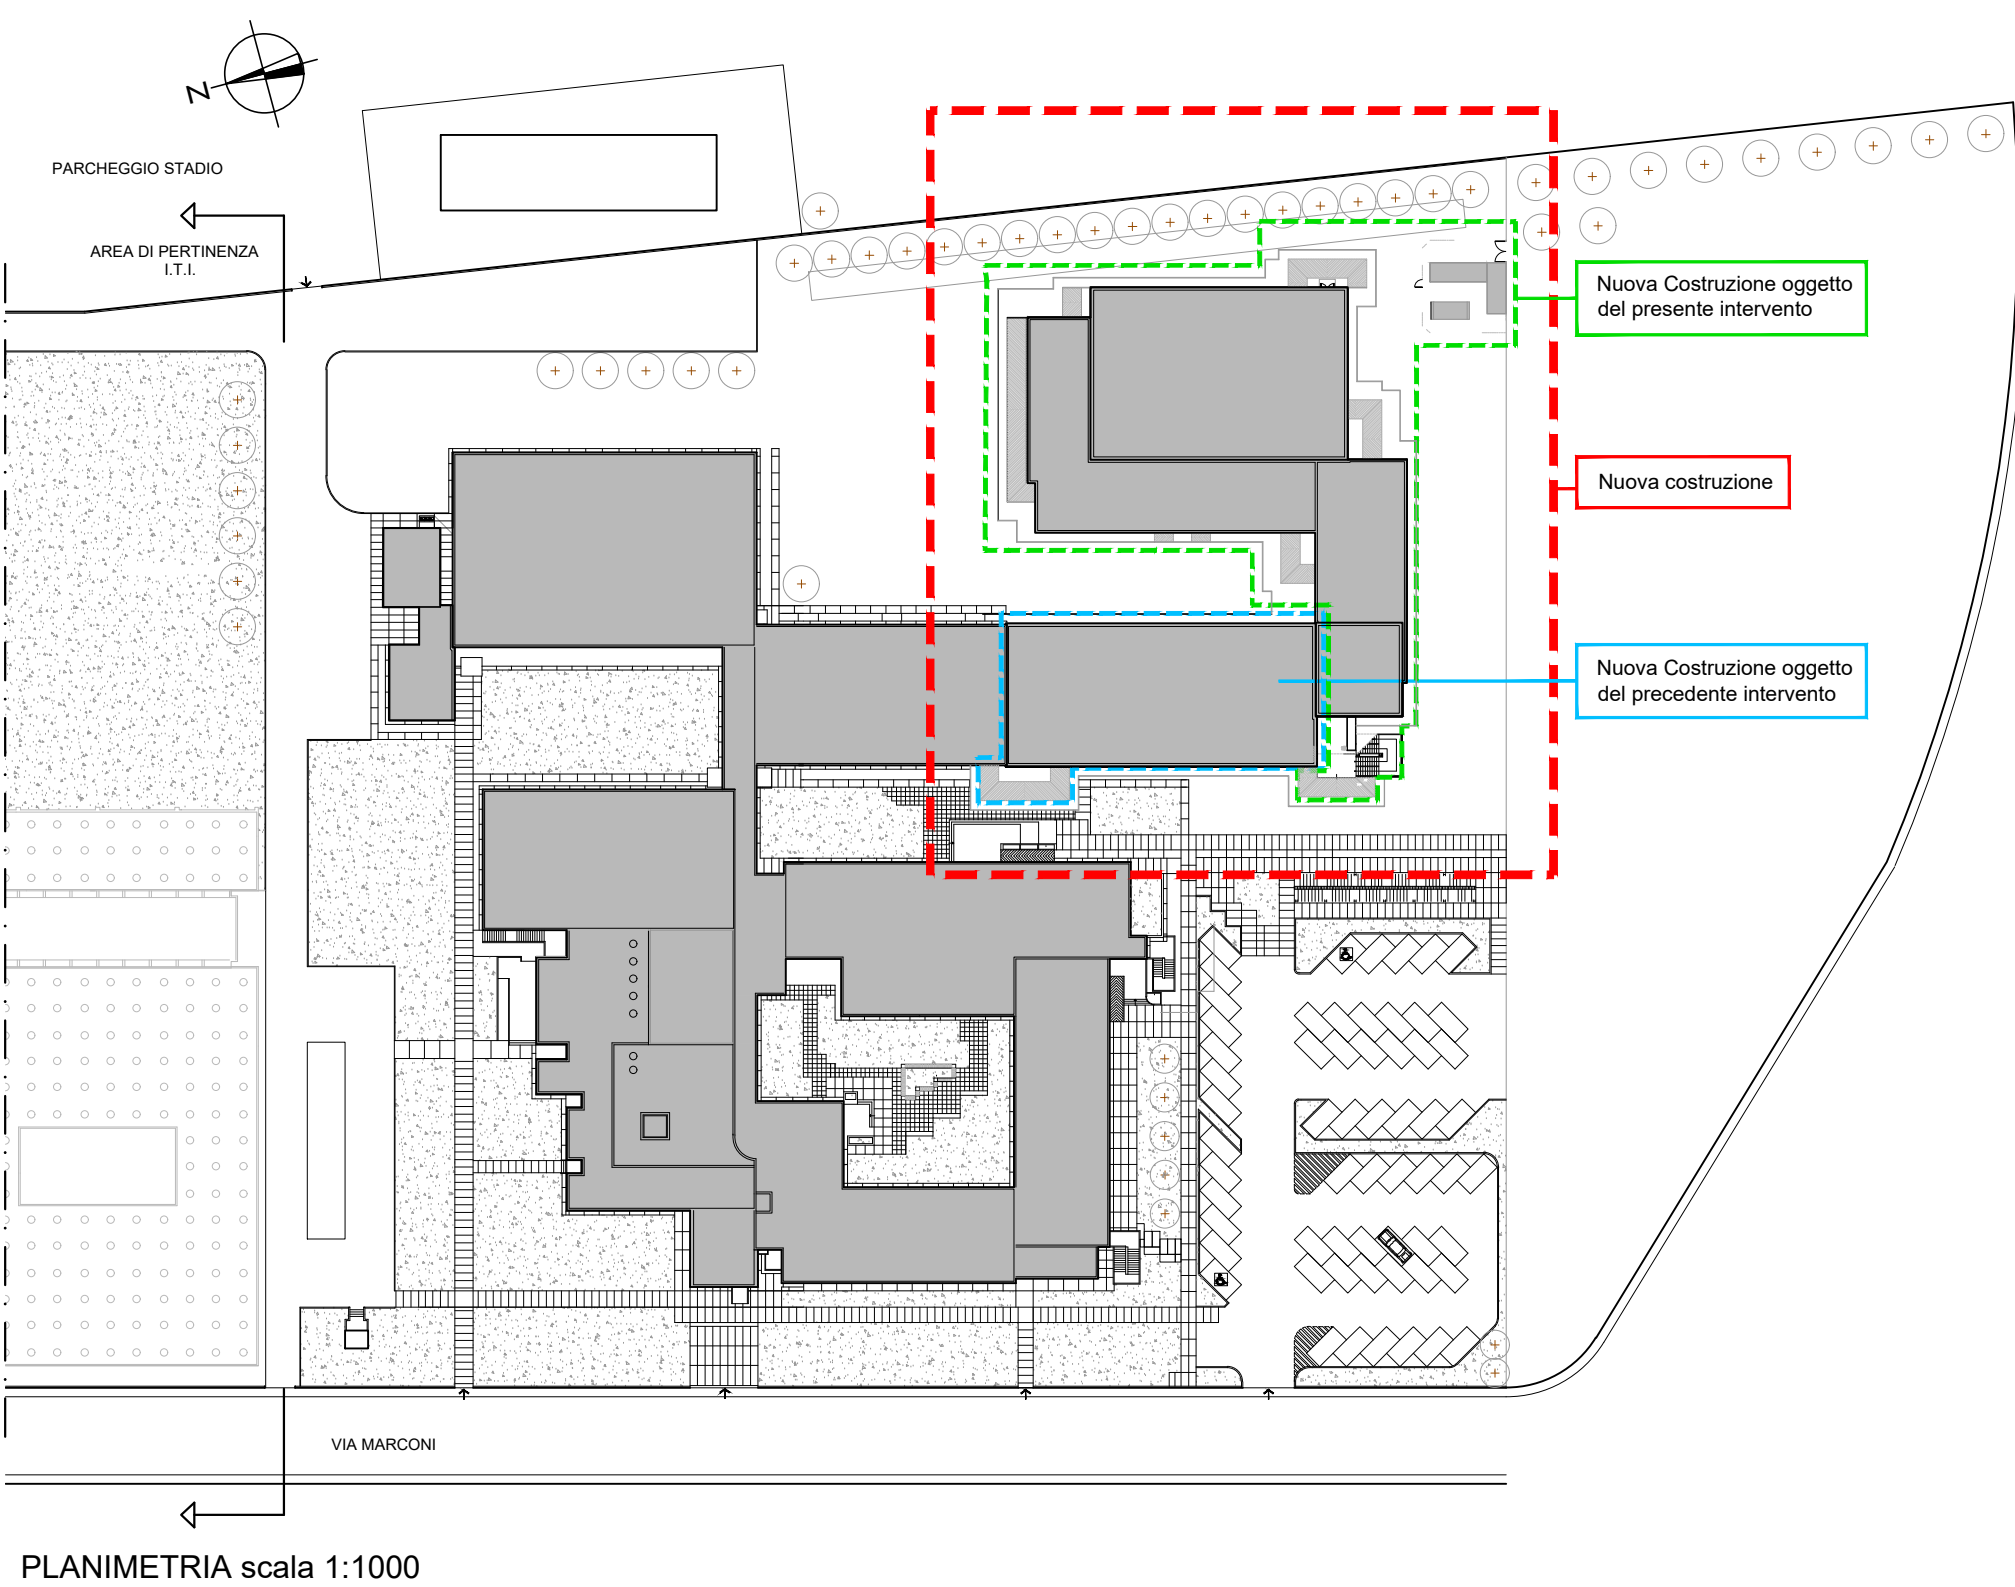 N
PARCHEGGIO STADIO
AREA DI PERTINENZA
I.T.I.
Nuova Costruzione oggetto
del presente intervento
Nuova costruzione
Nuova Costruzione oggetto
del precedente intervento
VIA MARCONI
PLANIMETRIA scala 1:1000